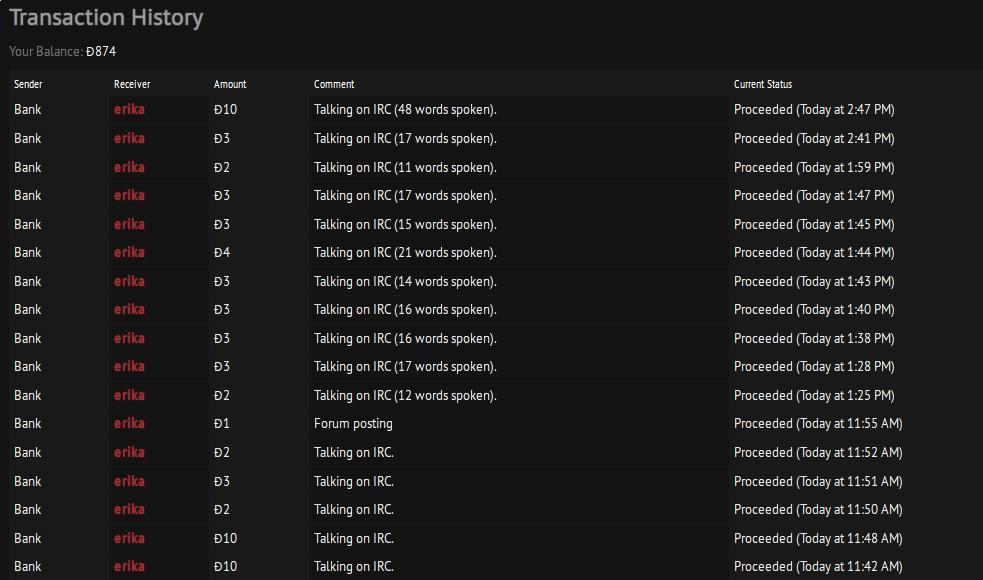 Transaction History
Your Balance: Đ874
Sender Receiver Amount Comment Current Status
Bank erika Đ10 Talking on IRC (48 words spoken). Proceeded (Today at 2:47 PM)
Bank erika Đ3 Talking on IRC (17 words spoken). Proceeded (Today at 2:41 PM)
Bank erika Đ2 Talking on IRC (11 words spoken). Proceeded (Today at 1:59 PM)
Bank erika Đ3 Talking on IRC (17 words spoken). Proceeded (Today at 1:47 PM)
Bank erika Đ3 Talking on IRC (15 words spoken). Proceeded (Today at 1:45 PM)
Bank erika Đ4 Talking on IRC (21 words spoken). Proceeded (Today at 1:44 PM)
Bank erika Đ3 Talking on IRC (14 words spoken). Proceeded (Today at 1:43 PM)
Bank erika Đ3 Talking on IRC (16 words spoken). Proceeded (Today at 1:40 PM)
Bank erika Đ3 Talking on IRC (16 words spoken). Proceeded (Today at 1:38 PM)
Bank erika Đ3 Talking on IRC (17 words spoken). Proceeded (Today at 1:28 PM)
Bank erika Đ2 Talking on IRC (12 words spoken). Proceeded (Today at 1:25 PM)
Bank erika Đ1 Forum posting Proceeded (Today at 11:55 AM)
Bank erika Đ2 Talking on IRC. Proceeded (Today at 11:52 AM)
Bank erika Đ3 Talking on IRC. Proceeded (Today at 11:51 AM)
Bank erika Đ2 Talking on IRC. Proceeded (Today at 11:50 AM)
Bank erika Đ10 Talking on IRC. Proceeded (Today at 11:48 AM)
Bank erika Đ10 Talking on IRC. Proceeded (Today at 11:42 AM)